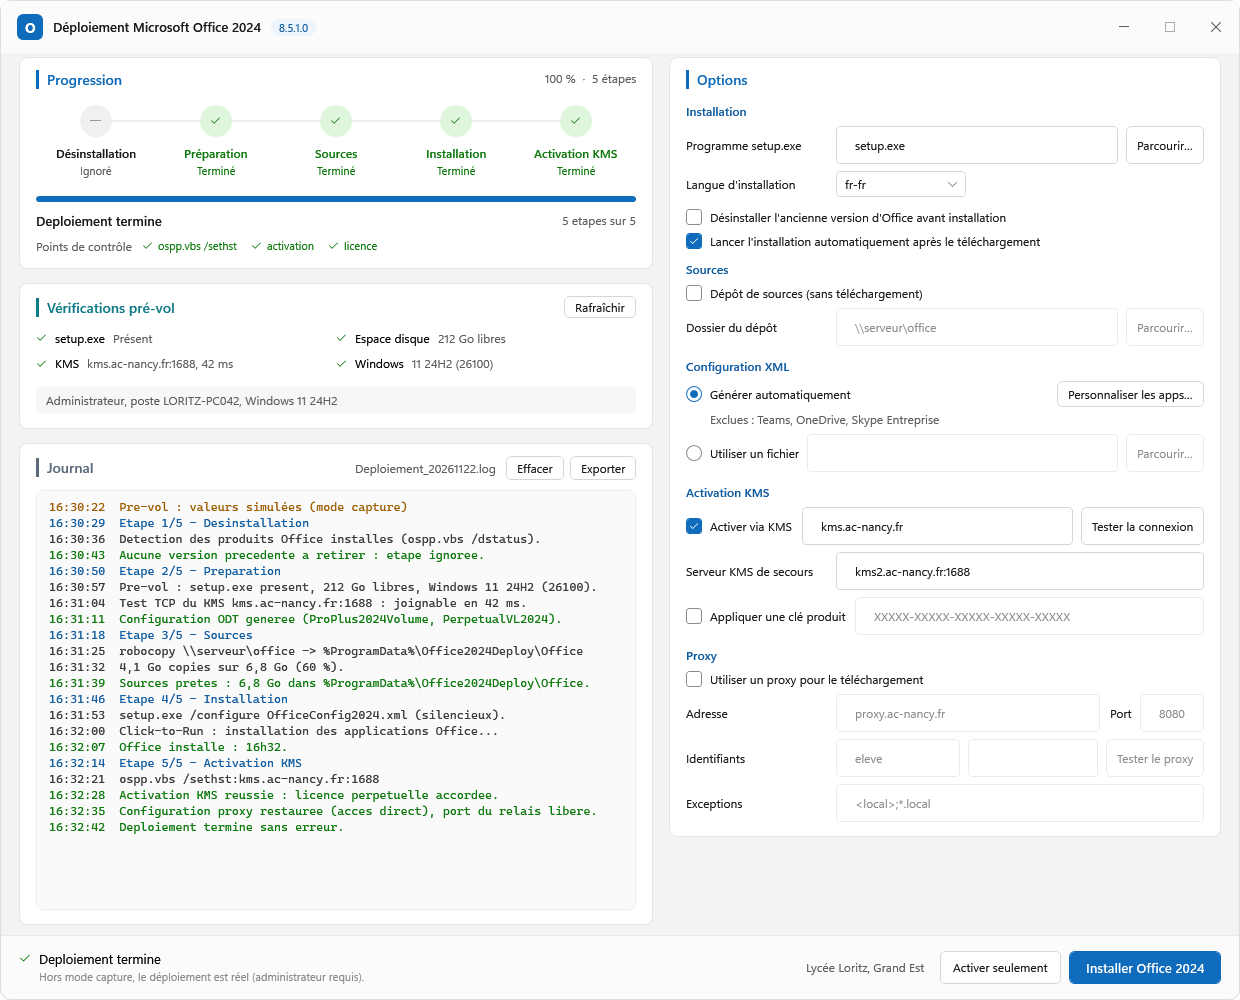 O Déploiement Microsoft Office 2024 8.5.1.0
Progression
100 % · 5 étapes
Désinstallation
Ignoré
Préparation
Terminé
Sources
Terminé
Installation
Terminé
Activation KMS
Terminé
Deploiement termine
5 etapes sur 5
Points de contrôle ospp.vbs /sethst activation licence
Vérifications pré-vol
Rafraîchir
setup.exe Présent
Espace disque 212 Go libres
KMS kms.ac-nancy.fr:1688, 42 ms
Windows 11 24H2 (26100)
Administrateur, poste LORITZ-PC042, Windows 11 24H2
Journal
Deploiement_20261122.log
Effacer
Exporter
16:30:22 Pre-vol : valeurs simulées (mode capture)
16:30:29 Etape 1/5 - Desinstallation
16:30:36 Detection des produits Office installes (ospp.vbs /dstatus).
16:30:43 Aucune version precedente a retirer : etape ignoree.
16:30:50 Etape 2/5 - Preparation
16:30:57 Pre-vol : setup.exe present, 212 Go libres, Windows 11 24H2 (26100).
16:31:04 Test TCP du KMS kms.ac-nancy.fr:1688 : joignable en 42 ms.
16:31:11 Configuration ODT generee (ProPlus2024Volume, PerpetualVL2024).
16:31:18 Etape 3/5 - Sources
16:31:25 robocopy \\serveur\office -> %ProgramData%\Office2024Deploy\Office
16:31:32 4,1 Go copies sur 6,8 Go (60 %).
16:31:39 Sources pretes : 6,8 Go dans %ProgramData%\Office2024Deploy\Office.
16:31:46 Etape 4/5 - Installation
16:31:53 setup.exe /configure OfficeConfig2024.xml (silencieux).
16:32:00 Click-to-Run : installation des applications Office...
16:32:07 Office installe : 16h32.
16:32:14 Etape 5/5 - Activation KMS
16:32:21 ospp.vbs /sethst:kms.ac-nancy.fr:1688
16:32:28 Activation KMS reussie : licence perpetuelle accordee.
16:32:35 Configuration proxy restauree (acces direct), port du relais libere.
16:32:42 Deploiement termine sans erreur.
Options
Installation
Programme setup.exe
setup.exe
Parcourir...
Langue d'installation
fr-fr
Désinstaller l'ancienne version d'Office avant installation
Lancer l'installation automatiquement après le téléchargement
Sources
Dépôt de sources (sans téléchargement)
Dossier du dépôt
\\serveur\office
Parcourir...
Configuration XML
Générer automatiquement
Personnaliser les apps...
Exclues : Teams, OneDrive, Skype Entreprise
Utiliser un fichier
Parcourir...
Activation KMS
Activer via KMS
kms.ac-nancy.fr
Tester la connexion
Serveur KMS de secours
kms2.ac-nancy.fr:1688
Appliquer une clé produit
XXXXX-XXXXX-XXXXX-XXXXX-XXXXX
Proxy
Utiliser un proxy pour le téléchargement
Adresse
proxy.ac-nancy.fr
Port
8080
Identifiants
eleve
Tester le proxy
Exceptions
<local>;*.local
Deploiement termine
Hors mode capture, le déploiement est réel (administrateur requis).
Lycée Loritz, Grand Est
Activer seulement
Installer Office 2024